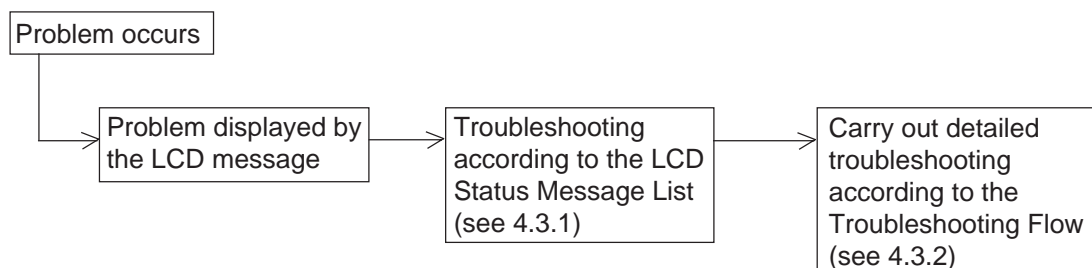 Problem occurs
Problem displayed by
the LCD message
Troubleshooting
according to the LCD
Status Message List
(see 4.3.1)
Carry out detailed
troubleshooting
according to the
Troubleshooting Flow
(see 4.3.2)